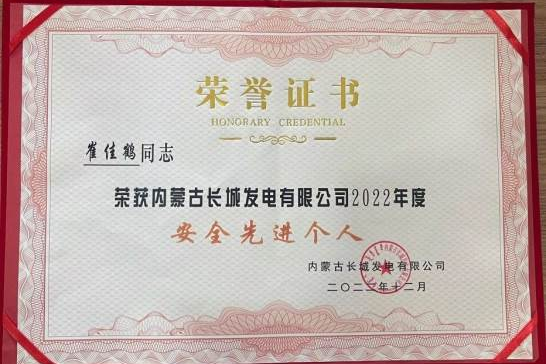 荣誉证书
HONORARY CREDENTIAL
崔佳鹤同志
荣获内蒙古长城发电有限公司2022年度
安全先进个人
内蒙古长城发电有限公司
二〇二二年十二月